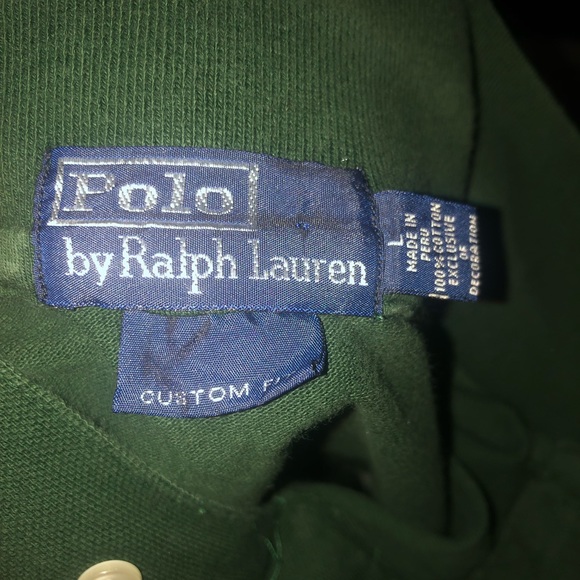 Polo
by Ralph Lauren
L
MADE IN
PERU
100% COTTON
EXCLUSIVE
OF
DECORATION
CUSTOM